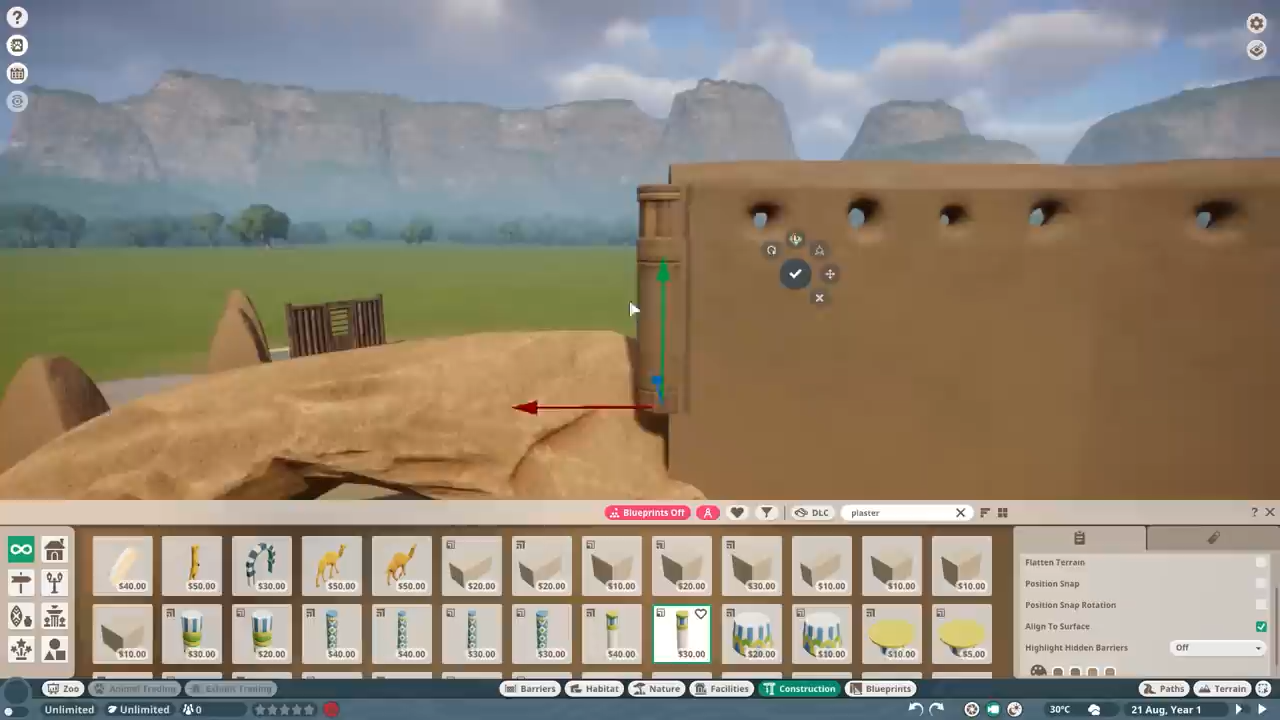 ?
Blueprints Off
DLC
plaster
? ✕
$40.00 $50.00 $30.00 $50.00 $50.00 $20.00 $20.00 $10.00 $20.00 $30.00 $10.00 $10.00 $10.00
$10.00 $30.00 $20.00 $40.00 $40.00 $30.00 $30.00 $40.00 $30.00 $20.00 $10.00 $10.00 $5.00
Flatten Terrain
Position Snap
Position Snap Rotation
Align To Surface
Highlight Hidden Barriers Off
Zoo Animal Trading Exhibit Trading Barriers Habitat Nature Facilities Construction Blueprints Paths Terrain
Unlimited Unlimited 0 30°C 21 Aug, Year 1